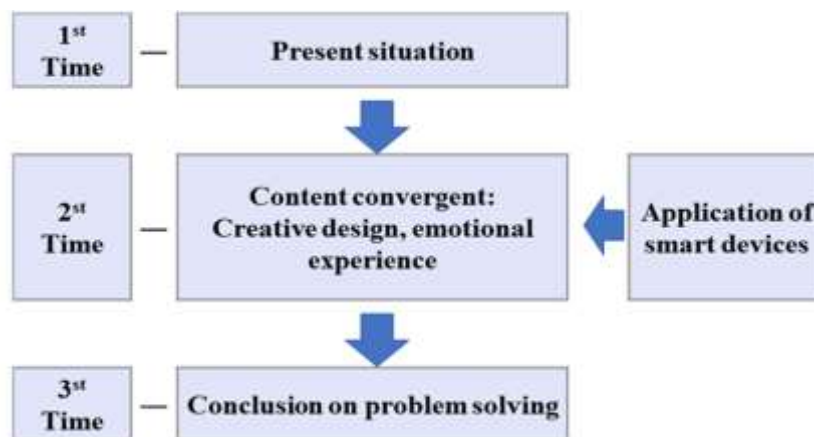 1st
Time
Present situation
2st
Time
Content convergent:
Creative design, emotional
experience
Application of
smart devices
3st
Time
Conclusion on problem solving